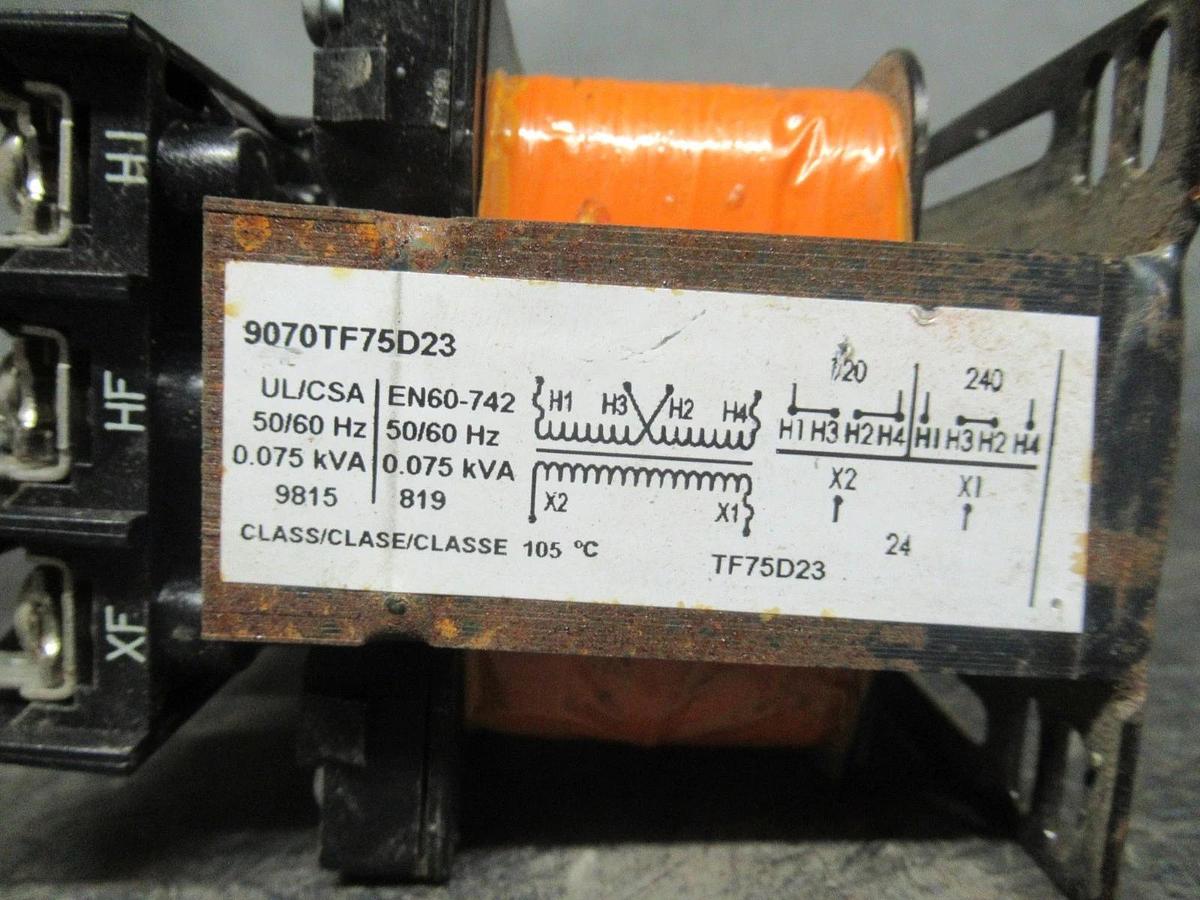 H1
HF
XF
9070TF75D23
UL/CSA EN60-742
50/60 Hz 50/60 Hz
0.075 kVA 0.075 kVA
9815 819
CLASS/CLASE/CLASSE 105 ºC
H1 H3 H2 H4
X2 X1
TF75D23
120 240
H1 H3 H2 H4 H1 H3 H2 H4
X2 X1
24